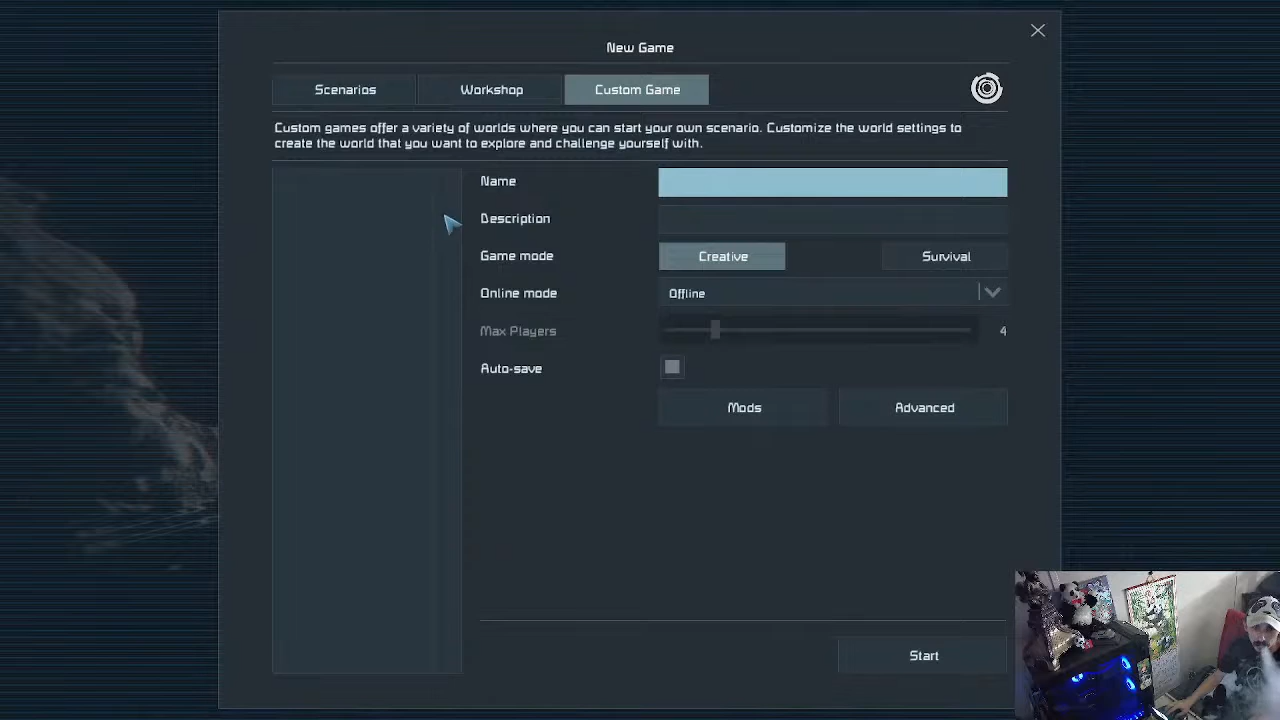 New Game
Scenarios
Workshop
Custom Game
Custom games offer a variety of worlds where you can start your own scenario. Customize the world settings to
create the world that you want to explore and challenge yourself with.
Name
Description
Game mode
Creative
Survival
Online mode
Offline
Max Players
4
Auto-save
Mods
Advanced
Start